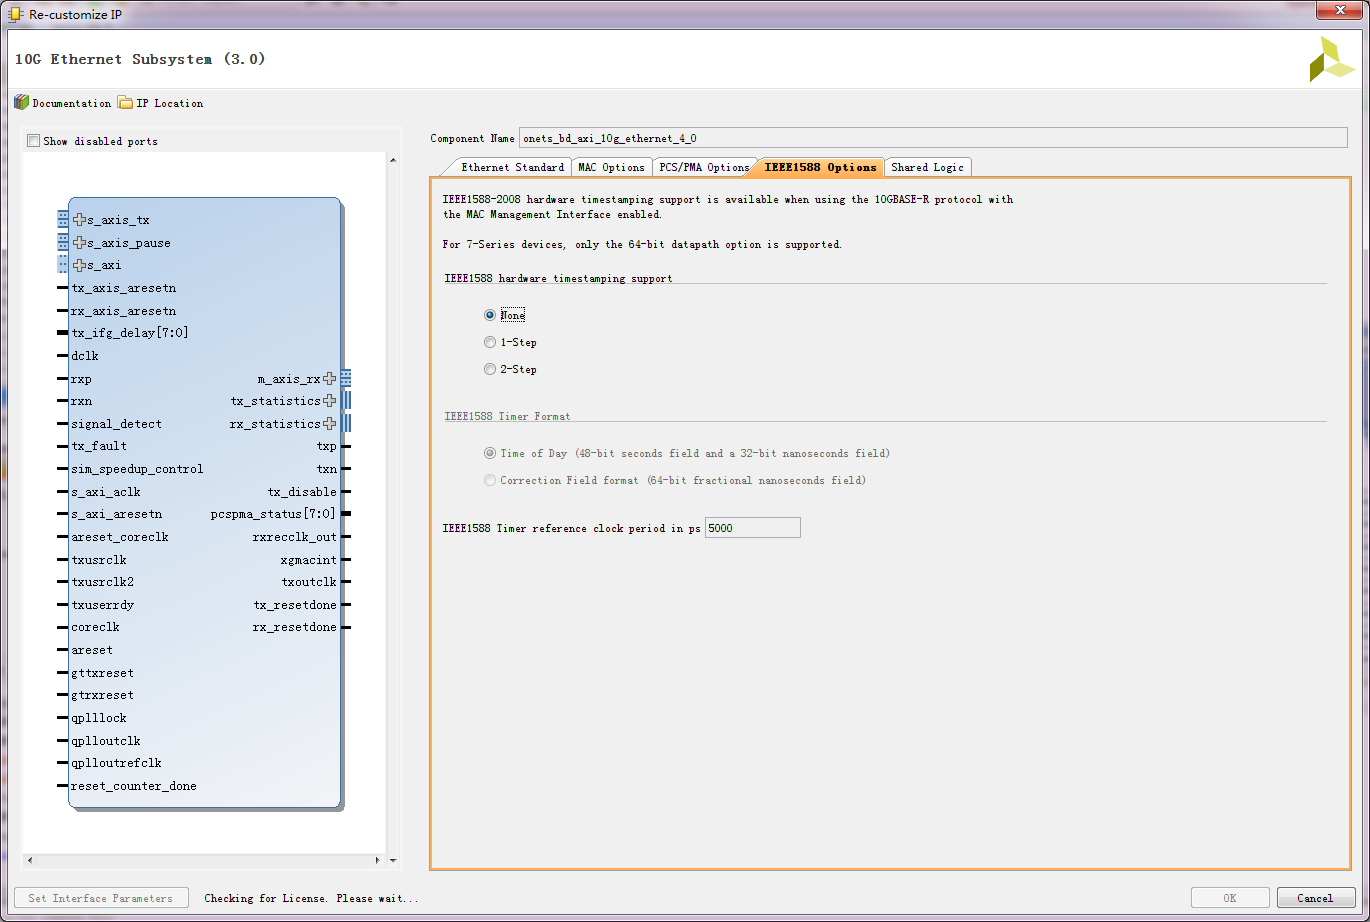 Re-customize IP
10G Ethernet Subsystem (3.0)
Documentation IP Location
Show disabled ports
s_axis_tx
s_axis_pause
s_axi
tx_axis_aresetn
rx_axis_aresetn
tx_ifg_delay[7:0]
dclk
rxp
rxn
signal_detect
tx_fault
sim_speedup_control
s_axi_aclk
s_axi_aresetn
areset_coreclk
txusrclk
txusrclk2
txuserrdy
coreclk
areset
gttxreset
gtrxreset
qplllock
qplloutclk
qplloutrefclk
reset_counter_done
m_axis_rx
tx_statistics
rx_statistics
txp
txn
tx_disable
pcspma_status[7:0]
rxrecclk_out
xgmacint
txoutclk
tx_resetdone
rx_resetdone
Component Name onets_bd_axi_10g_ethernet_4_0
Ethernet Standard MAC Options PCS/PMA Options IEEE1588 Options Shared Logic
IEEE1588-2008 hardware timestamping support is available when using the 10GBASE-R protocol with
the MAC Management Interface enabled.
For 7-Series devices, only the 64-bit datapath option is supported.
IEEE1588 hardware timestamping support
None
1-Step
2-Step
IEEE1588 Timer Format
Time of Day (48-bit seconds field and a 32-bit nanoseconds field)
Correction Field format (64-bit fractional nanoseconds field)
IEEE1588 Timer reference clock period in ps 5000
Set Interface Parameters Checking for License. Please wait... OK Cancel